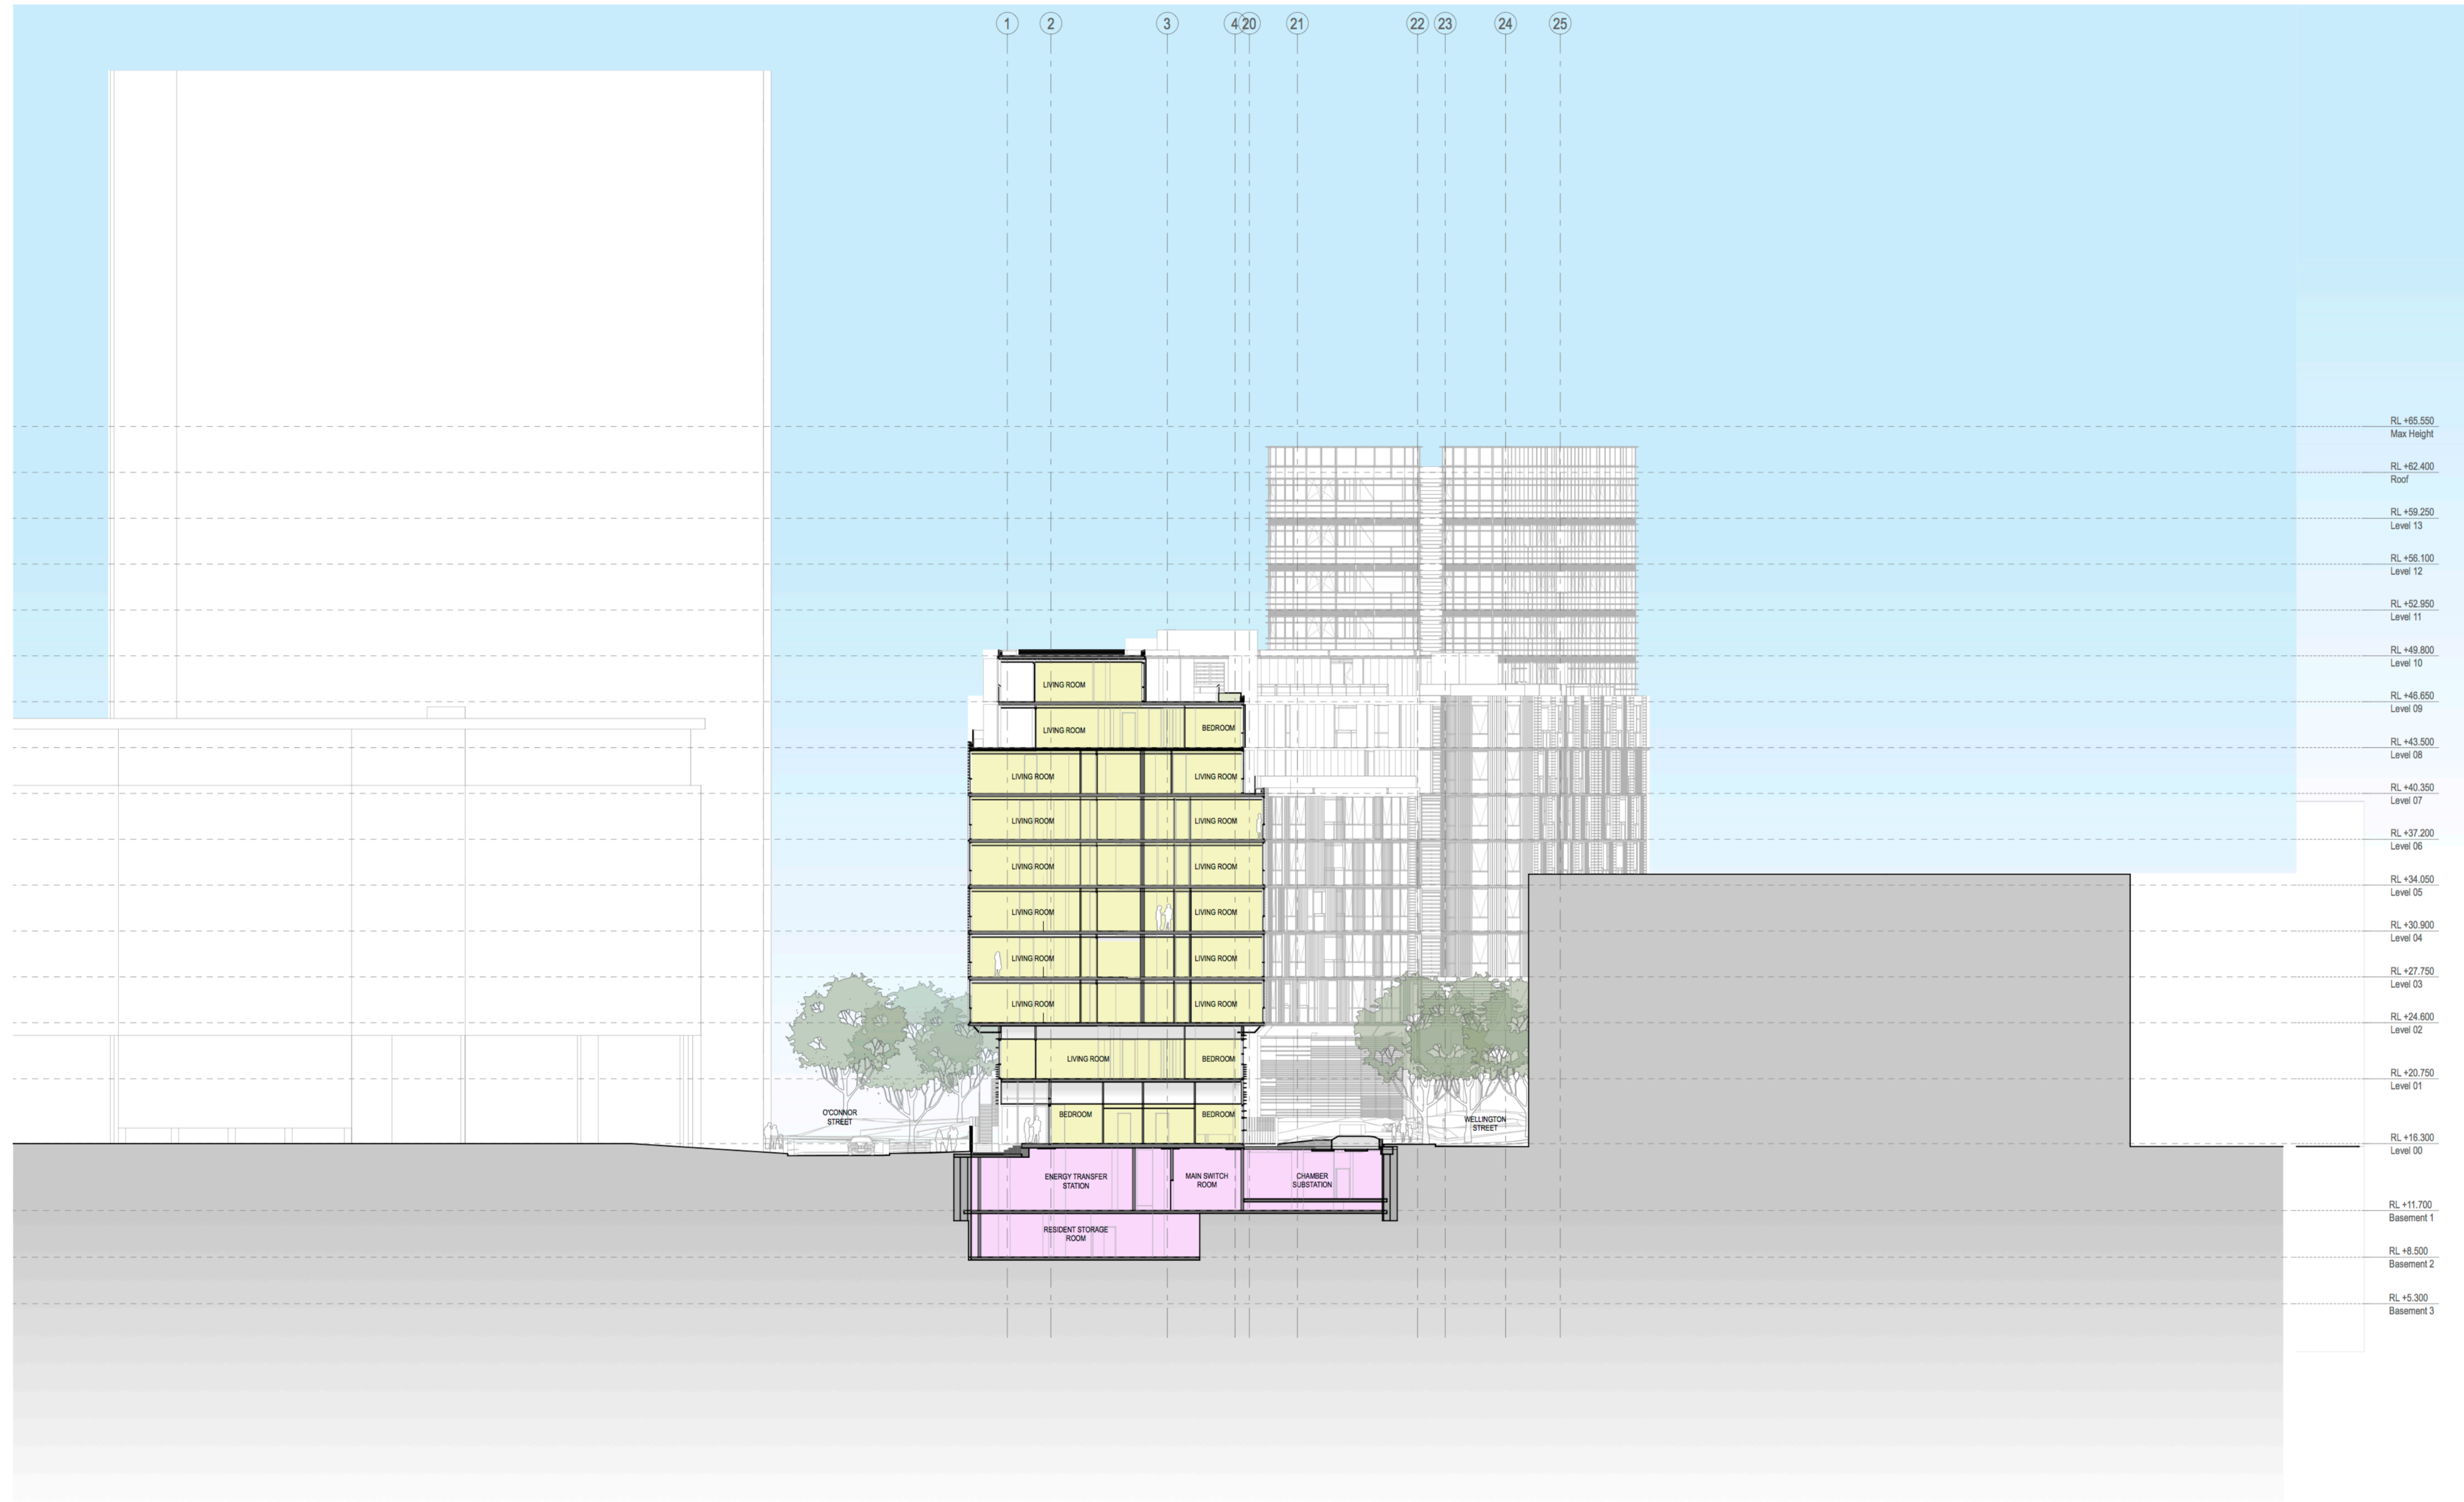 1 2 3 4 20 21 22 23 24 25
RL +65.550
Max Height
RL +62.400
Roof
RL +59.250
Level 13
RL +56.100
Level 12
RL +52.950
Level 11
RL +49.800
Level 10
LIVING ROOM
RL +46.650
Level 09
LIVING ROOM BEDROOM
RL +43.500
Level 08
LIVING ROOM LIVING ROOM
RL +40.350
Level 07
LIVING ROOM LIVING ROOM
RL +37.200
Level 06
LIVING ROOM LIVING ROOM
RL +34.050
Level 05
LIVING ROOM LIVING ROOM
RL +30.900
Level 04
LIVING ROOM LIVING ROOM
RL +27.750
Level 03
LIVING ROOM LIVING ROOM
RL +24.600
Level 02
LIVING ROOM BEDROOM
RL +20.750
Level 01
O'CONNOR
STREET
BEDROOM BEDROOM
WELLINGTON
STREET
RL +16.300
Level 00
ENERGY TRANSFER
STATION
MAIN SWITCH
ROOM
CHAMBER
SUBSTATION
RL +11.700
Basement 1
RESIDENT STORAGE
ROOM
RL +8.500
Basement 2
RL +5.300
Basement 3